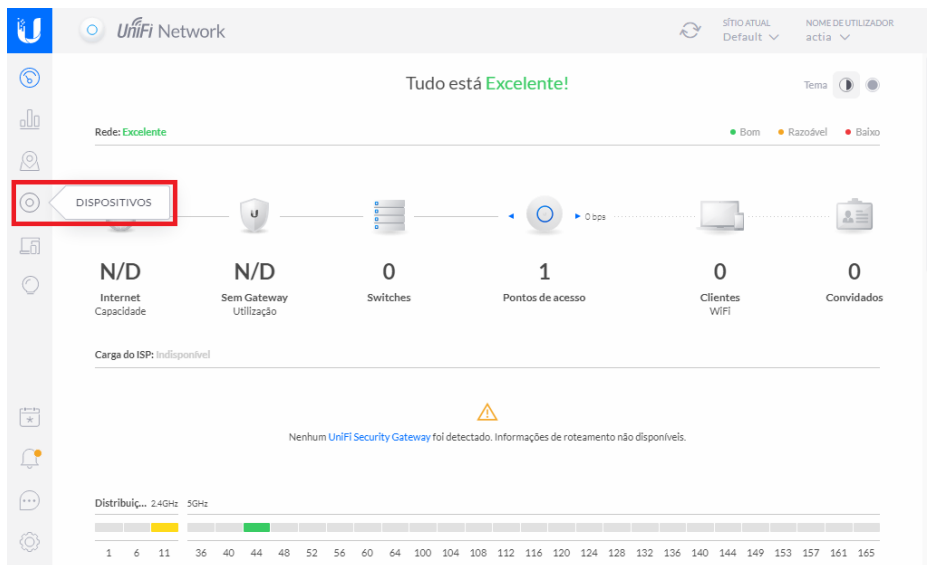 UniFi Network
SÍTIO ATUAL
Default
NOME DE UTILIZADOR
actia
Tudo está Excelente!
Tema
Rede: Excelente
Bom
Razoável
Baixo
DISPOSITIVOS
U
0 bps
N/D
N/D
0
1
0
0
Internet
Sem Gateway
Switches
Pontos de acesso
Clientes
Convidados
Capacidade
Utilização
WiFi
Carga do ISP: Indisponível
Nenhum UniFi Security Gateway foi detectado. Informações de roteamento não disponíveis.
Distribuiç... 2.4GHz 5GHz
1 6 11 36 40 44 48 52 56 60 64 100 104 108 112 116 120 124 128 132 136 140 144 149 153 157 161 165